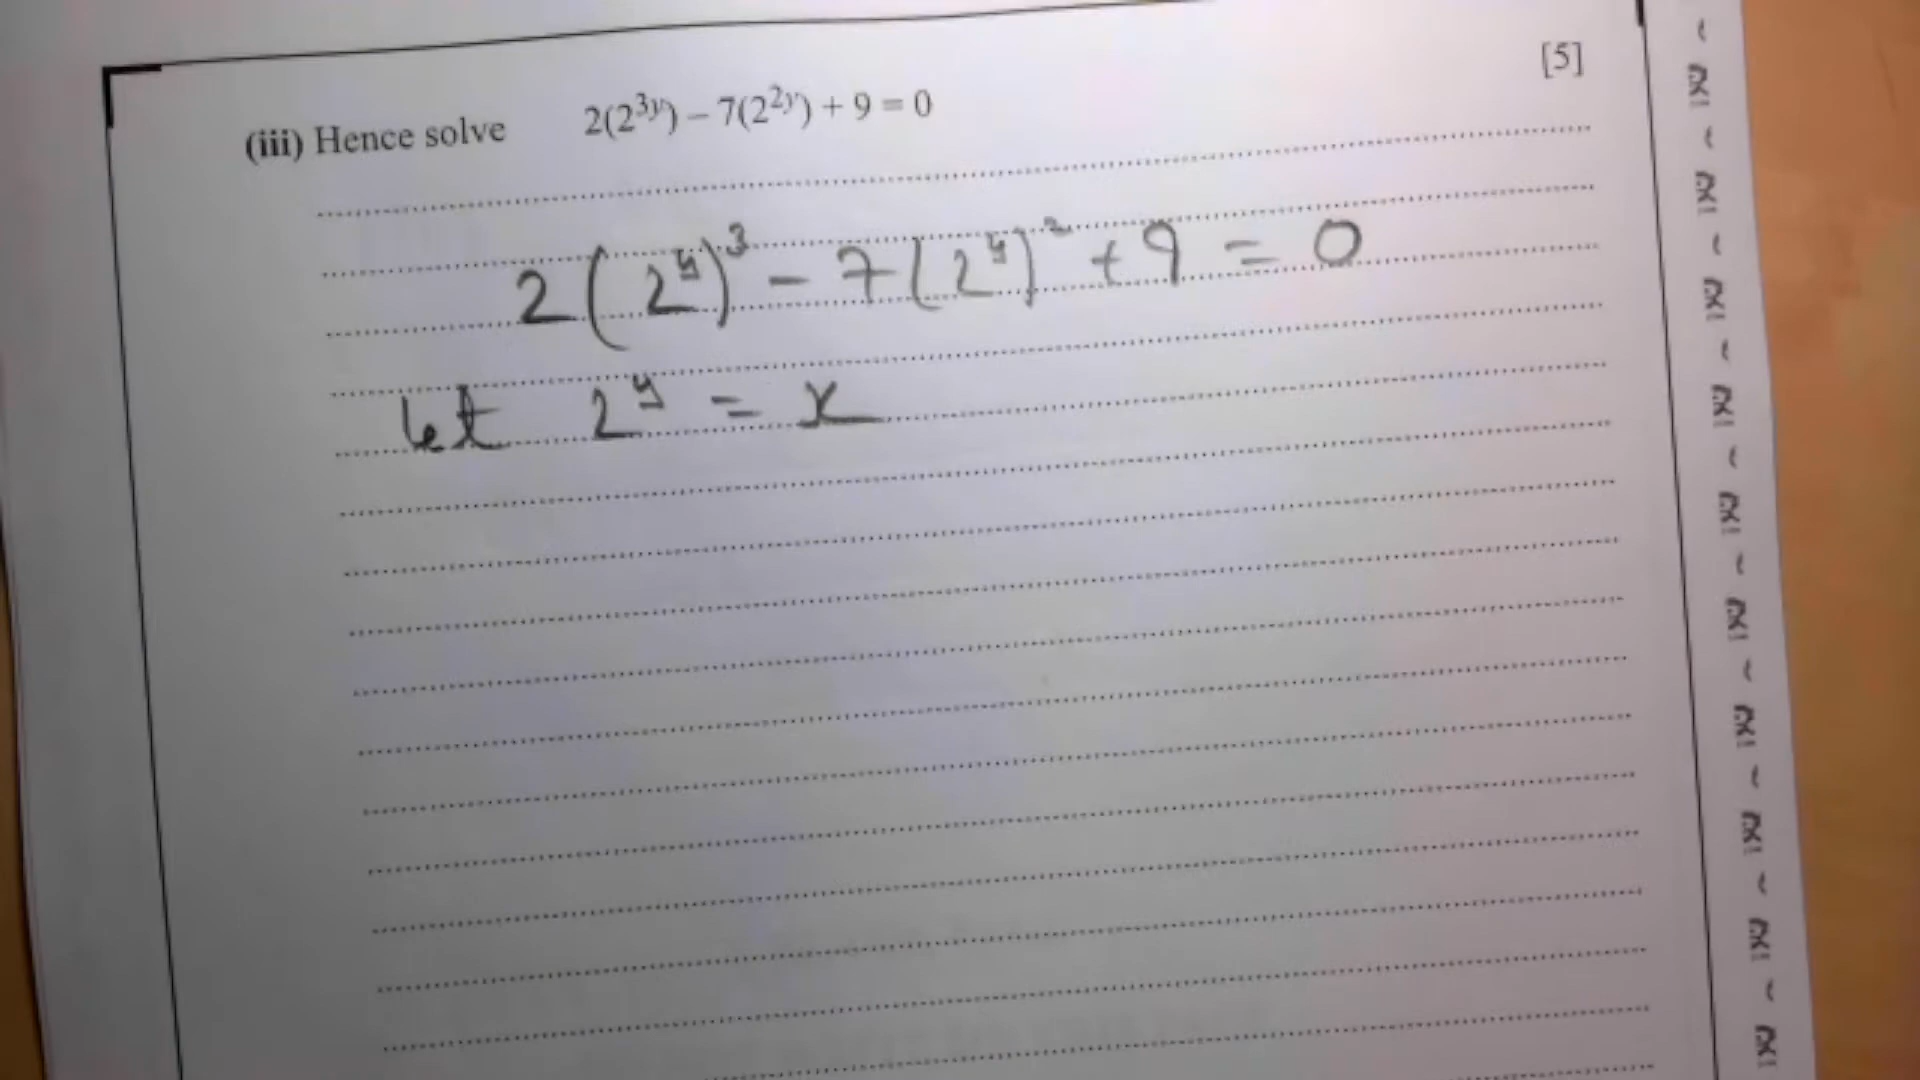 [5]
(iii) Hence solve 2(2^{3y}) – 7(2^{2y}) + 9 = 0
2(2^y)^3 - 7(2^y)^2 + 9 = 0
let 2^y = x